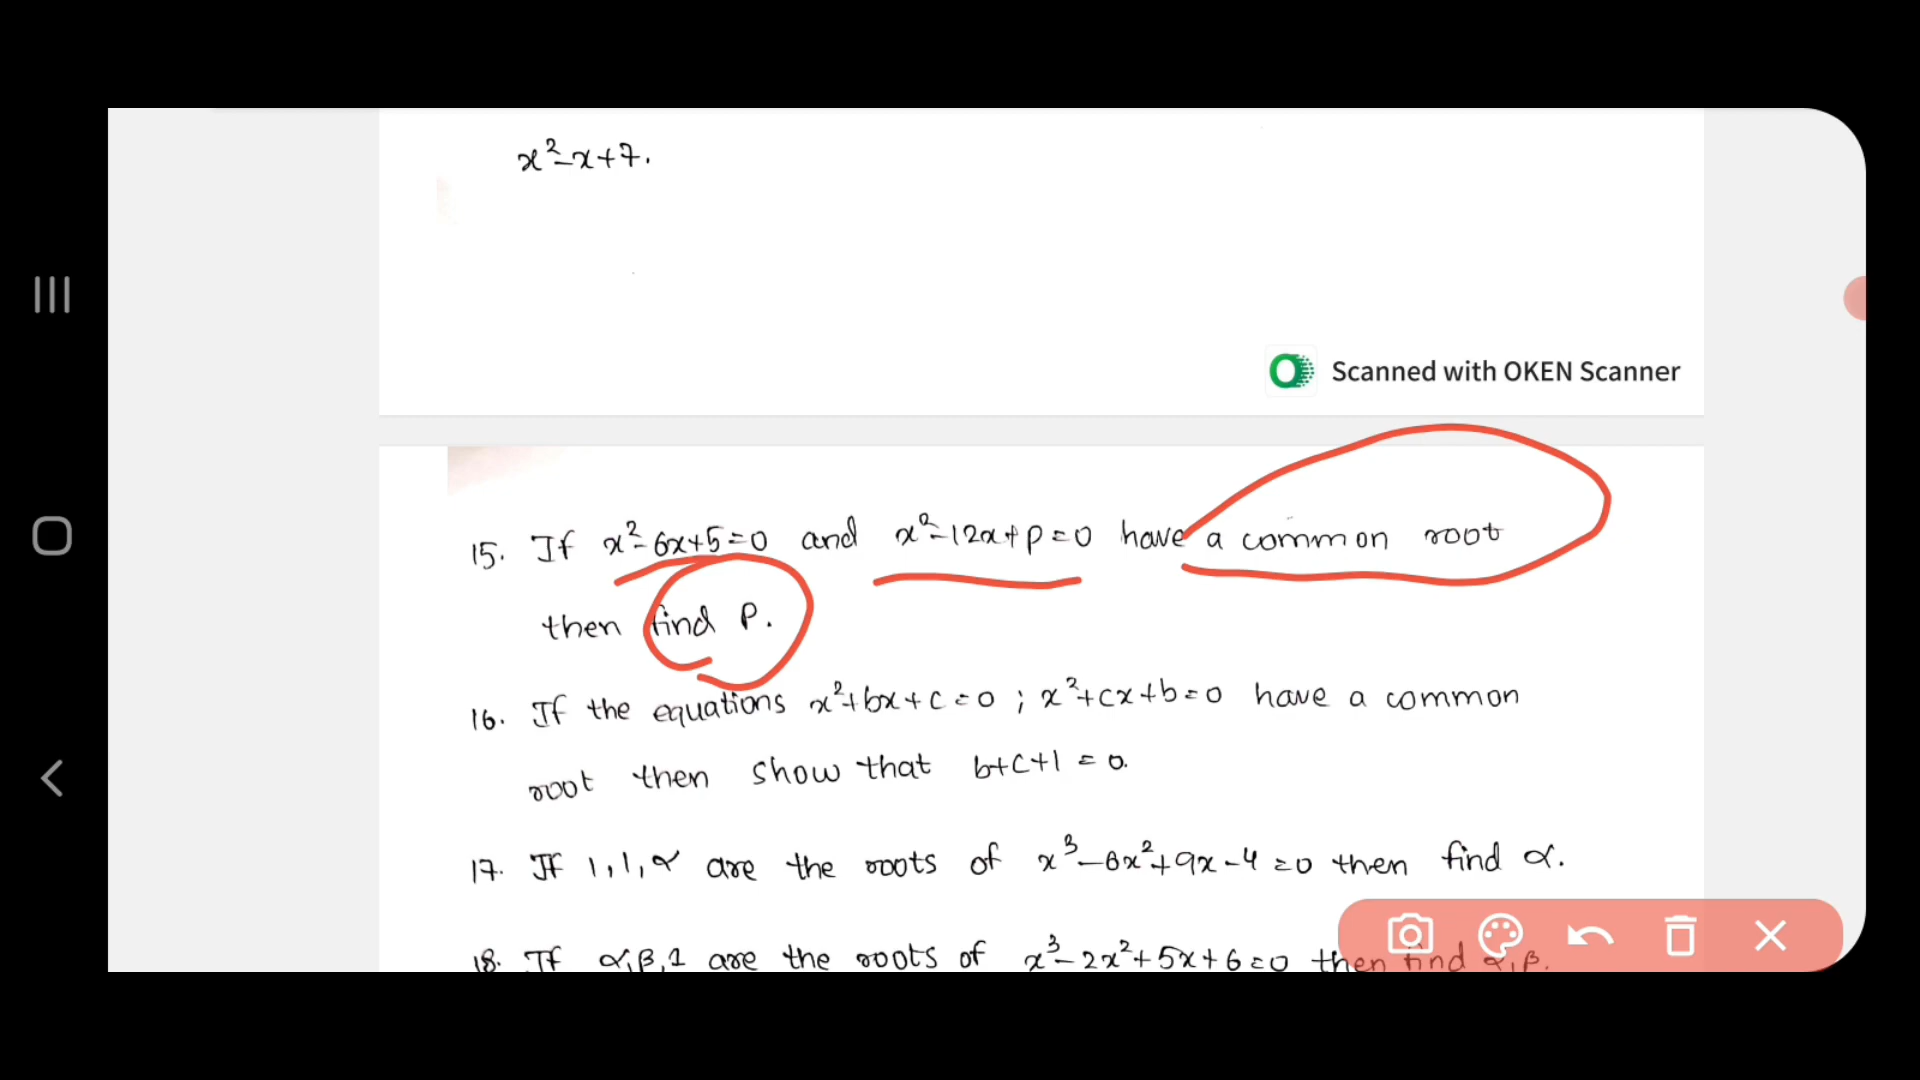 x²-x+7.
Scanned with OKEN Scanner
15. If x²-6x+5=0 and x²-12x+p=0 have a common root
then find P.
16. If the equations x²+bx+c=0 ; x²+cx+b=0 have a common
root then show that b+c+1 = 0.
17. If 1,1,α are the roots of x³-6x²+9x-4=0 then find α.
18. If α,β,1 are the roots of x³-2x²+5x+6=0 then find α,β.